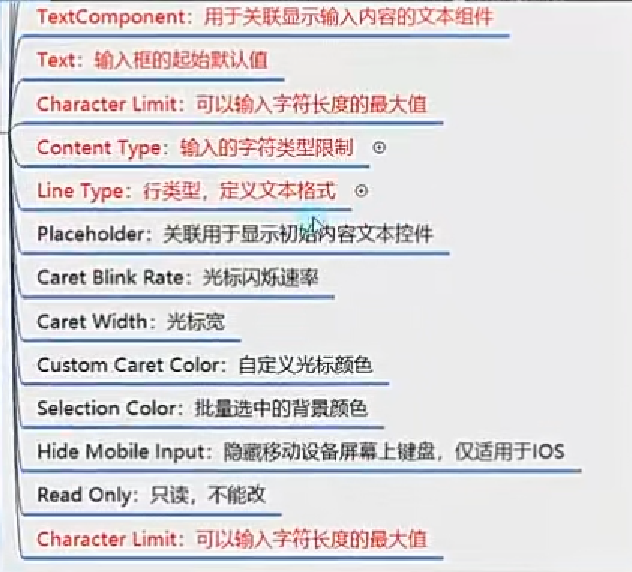 TextComponent：用于关联显示输入内容的文本组件
Text：输入框的起始默认值
Character Limit：可以输入字符长度的最大值
Content Type：输入的字符类型限制
Line Type：行类型，定义文本格式
Placeholder：关联用于显示初始内容文本控件
Caret Blink Rate：光标闪烁速率
Caret Width：光标宽
Custom Caret Color：自定义光标颜色
Selection Color：批量选中的背景颜色
Hide Mobile Input：隐藏移动设备屏幕上键盘，仅适用于IOS
Read Only：只读，不能改
Character Limit：可以输入字符长度的最大值